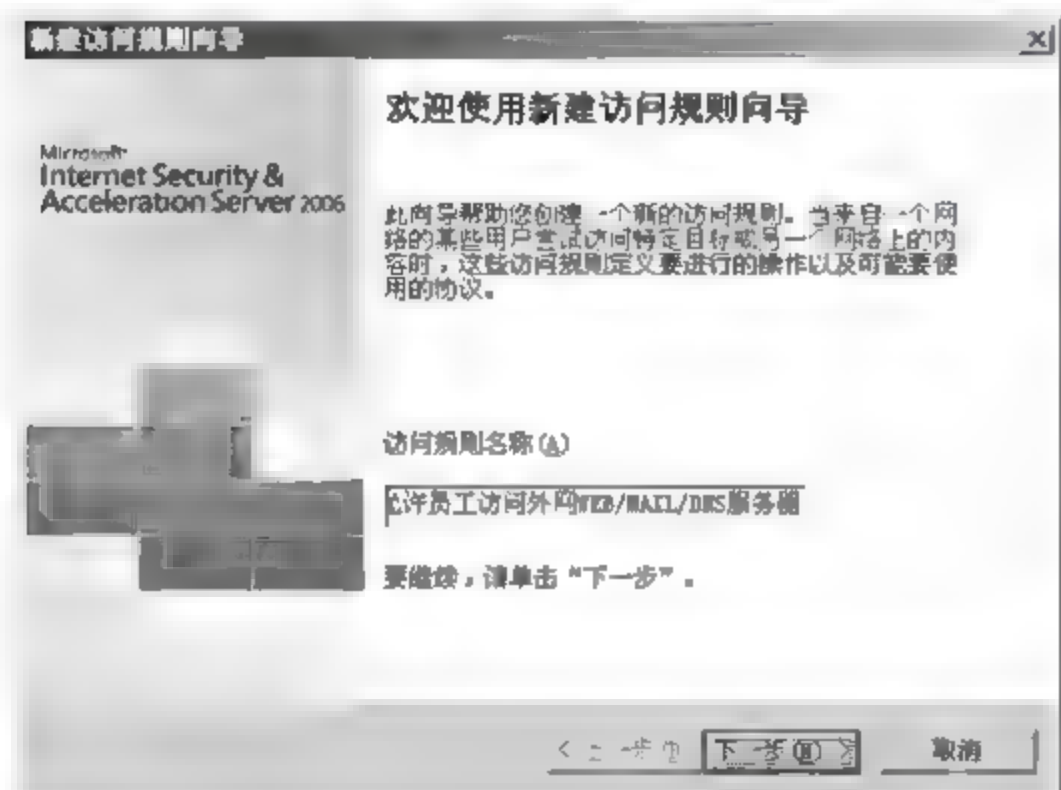 新建访问规则向导
欢迎使用新建访问规则向导
Microsoft
Internet Security &
Acceleration Server 2006
此向导帮助您创建一个新的访问规则。当来自一个网
络的某些用户尝试访问特定目标或另一个网络上的内
容时，这些访问规则定义要进行的操作以及可能要使
用的协议。
访问规则名称(A)
允许员工访问外网WEB/MAIL/DNS服务器
要继续，请单击“下一步”。
< 上一步(B)
下一步(N) >
取消